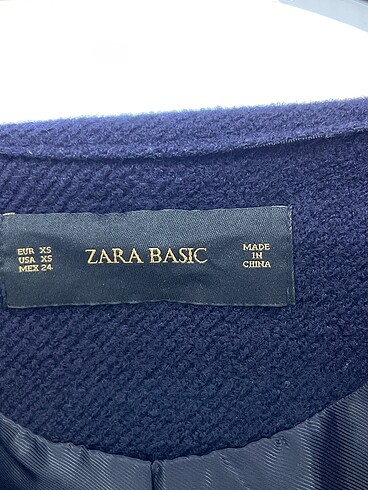 EUR XS
USA XS
MEX 24
ZARA BASIC
MADE
IN
CHINA